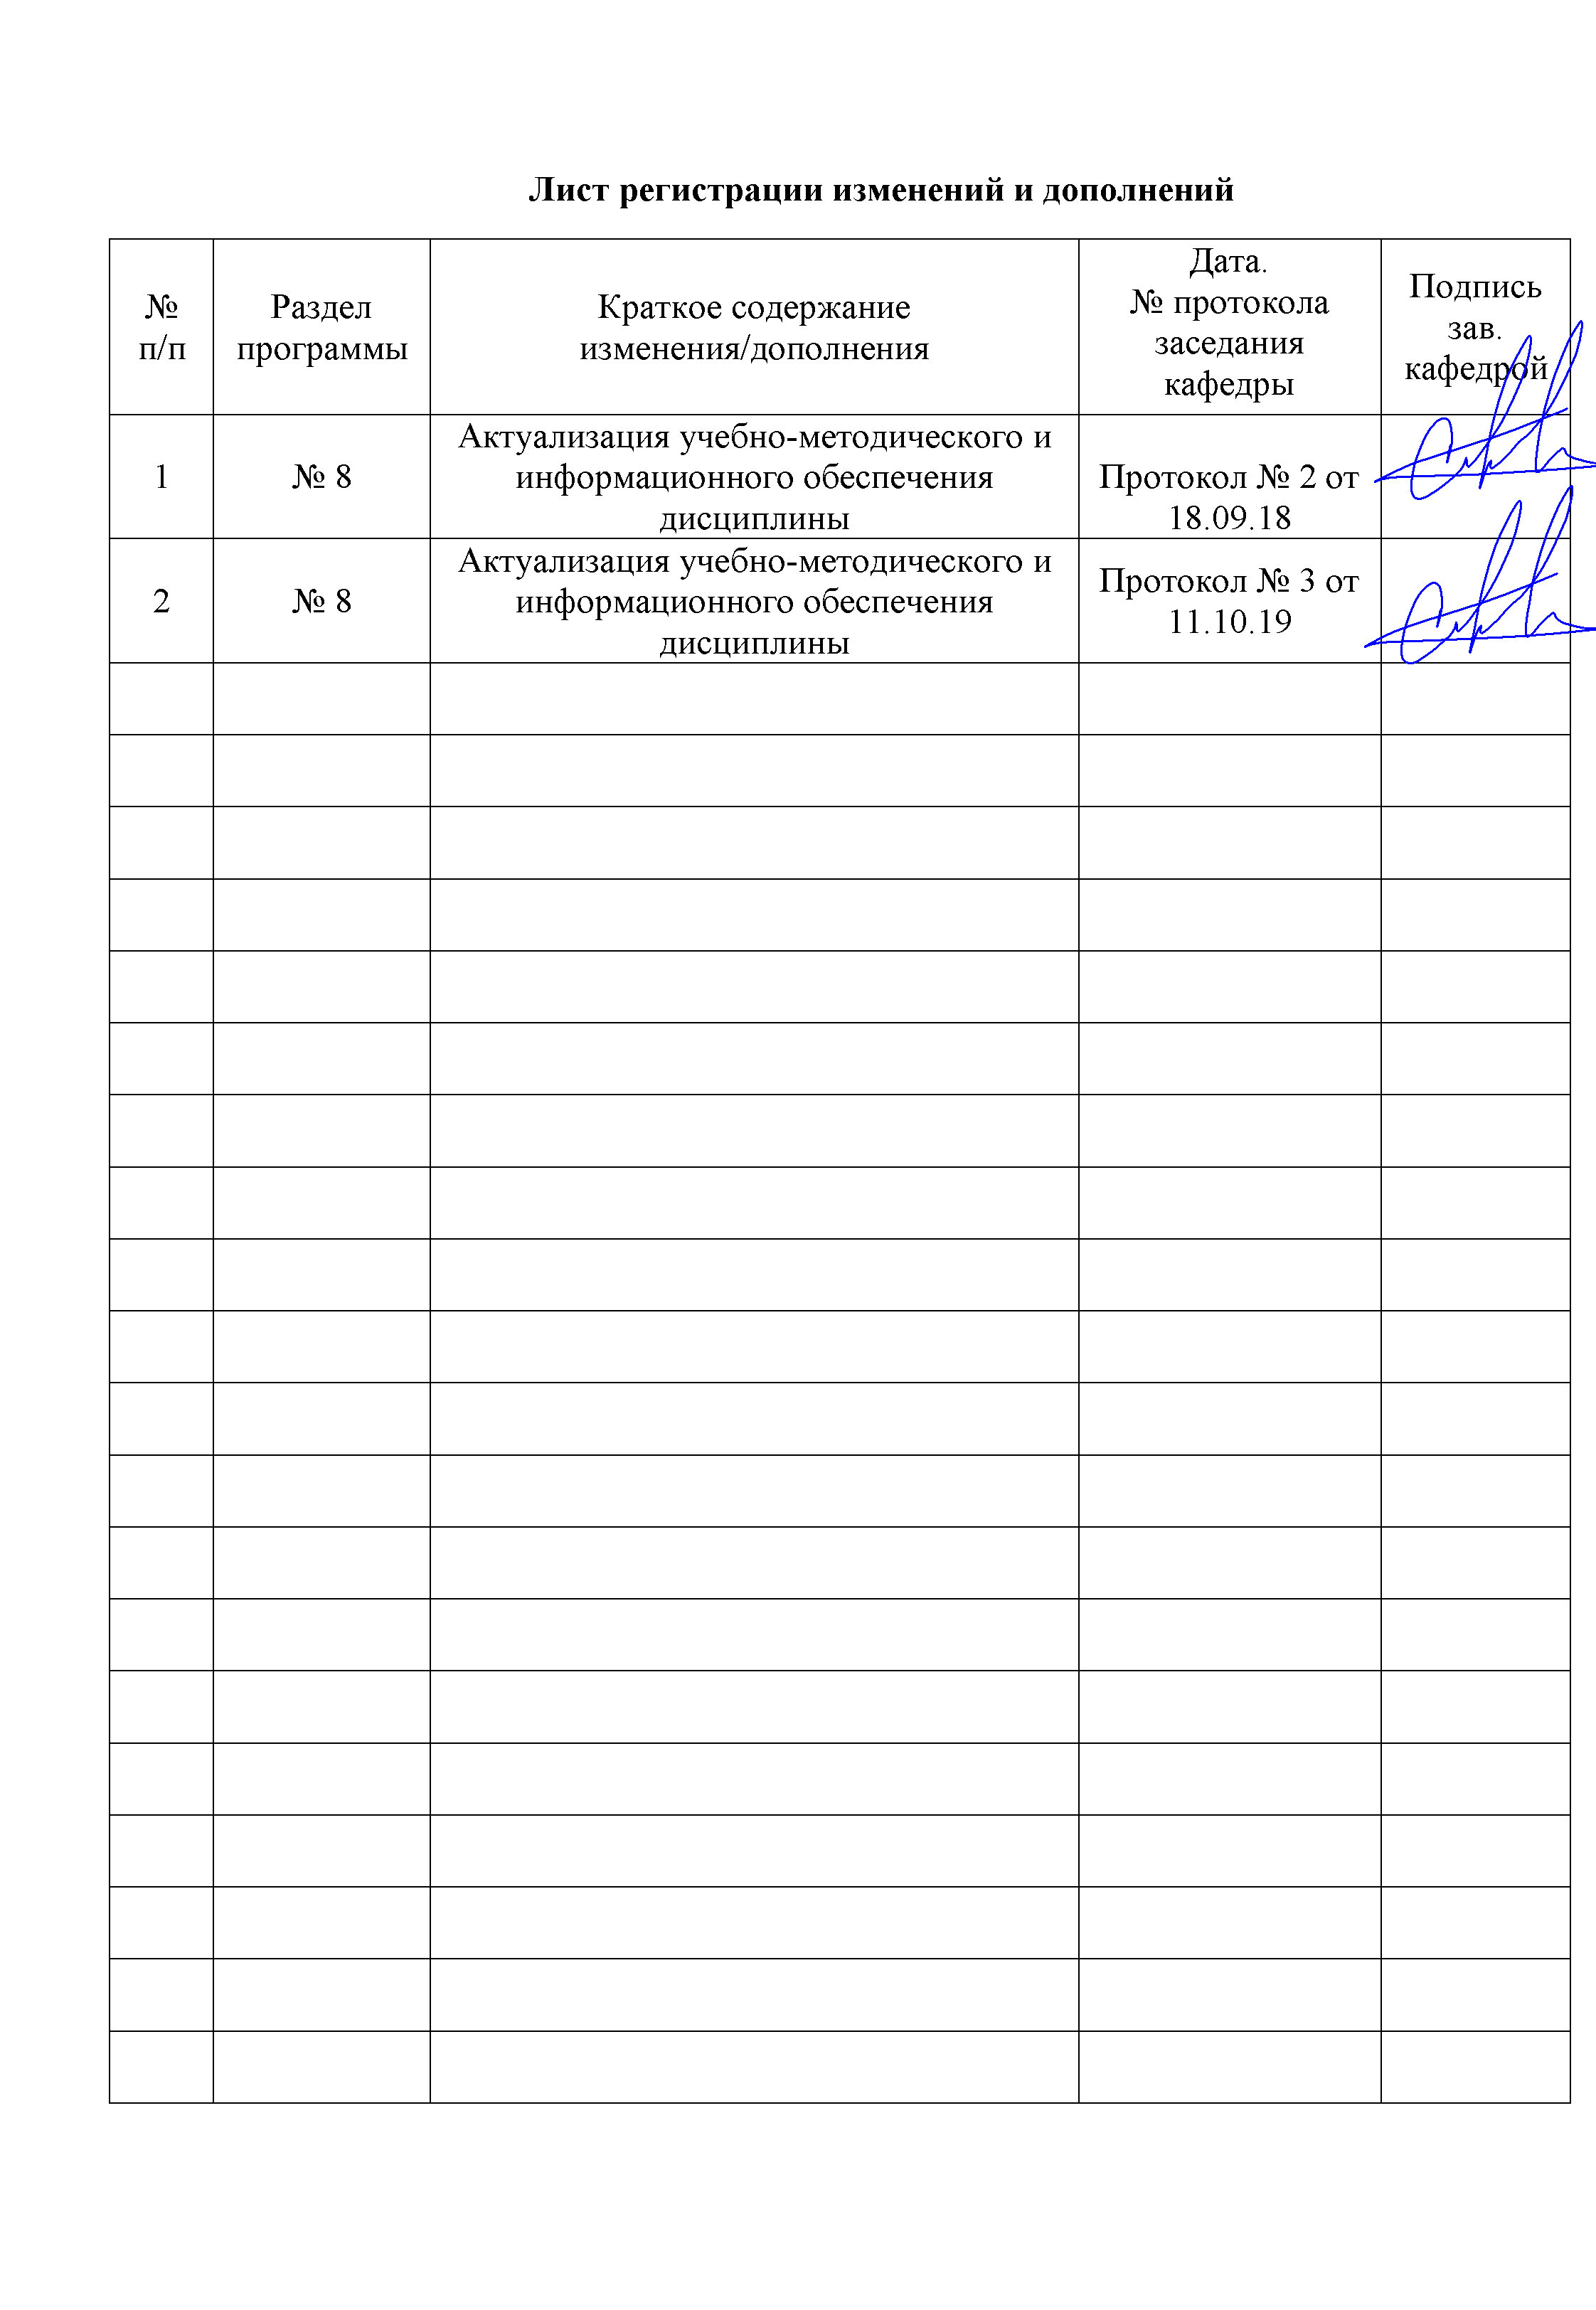 Лист регистрации изменений и дополнений
№
п/п
Раздел
программы
Краткое содержание
изменения/дополнения
Дата.
№ протокола
заседания
кафедры
Подпись
зав.
кафедрой
1
№ 8
Актуализация учебно-методического и
информационного обеспечения
дисциплины
Протокол № 2 от
18.09.18
2
№ 8
Актуализация учебно-методического и
информационного обеспечения
дисциплины
Протокол № 3 от
11.10.19